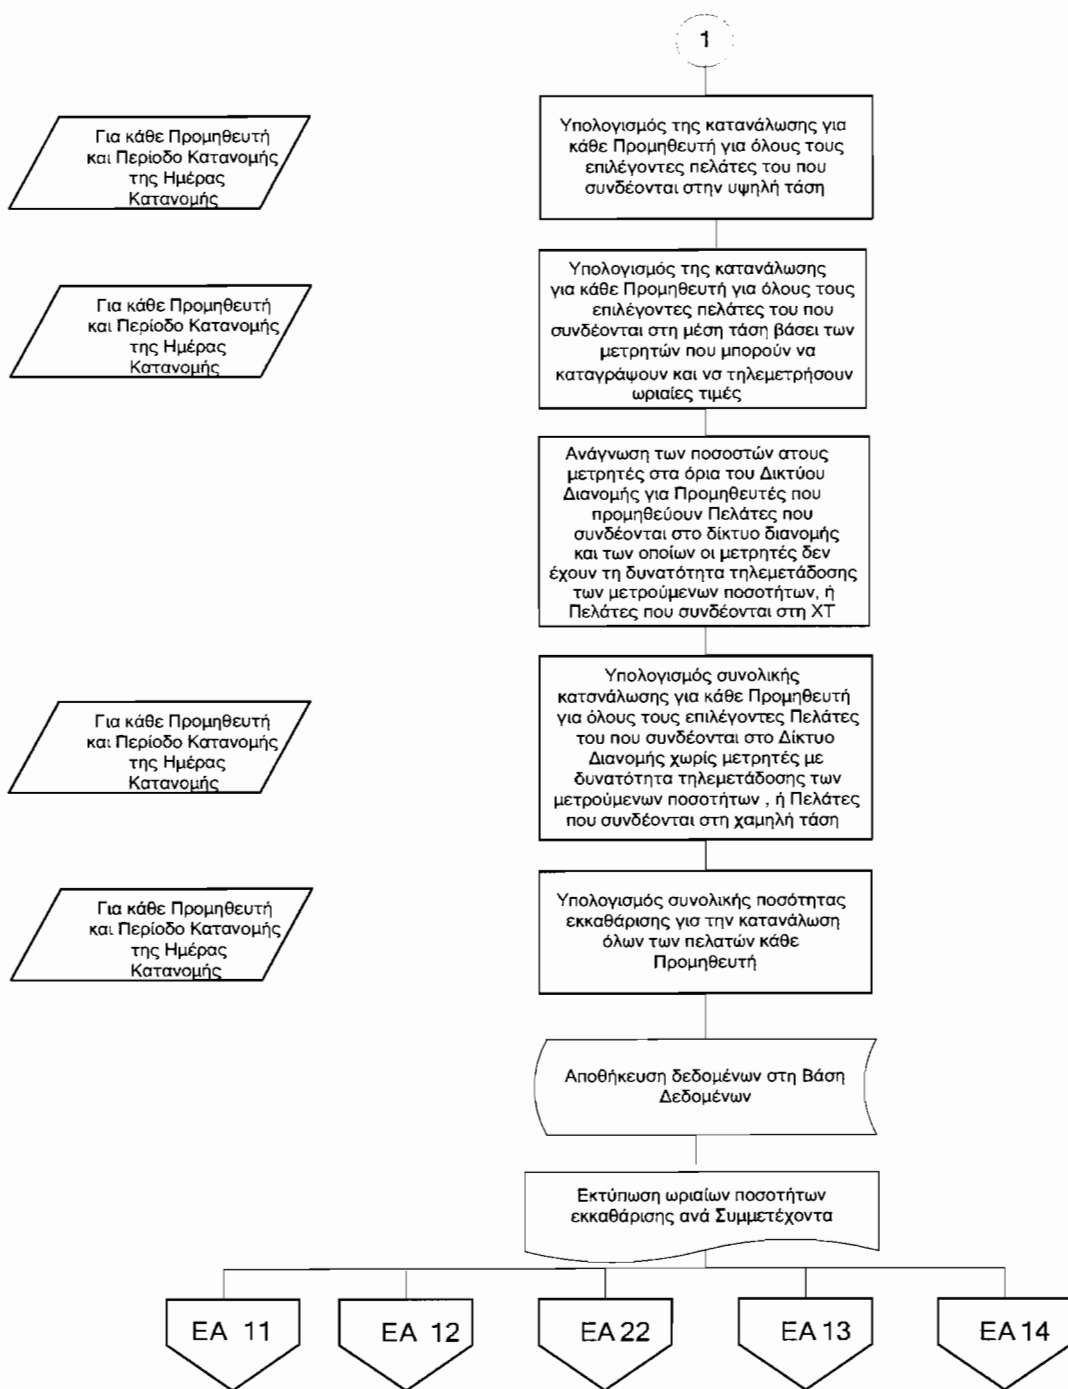 1
Για κάθε Προμηθευτή
και Περίοδο Κατανομής
της Ημέρας
Κατανομής
Υπολογισμός της κατανάλωσης για
κάθε Προμηθευτή για όλους τους
επιλέγοντες πελάτες του που
συνδέονται στην υψηλή τάση
Για κάθε Προμηθευτή
και Περίοδο Κατανομής
της Ημέρας
Κατανομής
Υπολογισμός της κατανάλωσης
για κάθε Προμηθευτή για όλους τους
επιλέγοντες πελάτες του που
συνδέονται στη μέση τάση βάσει των
μετρητών που μπορούν να
καταγράψουν και νσ τηλεμετρήσουν
ωριαίες τιμές
Ανάγνωση των ποσοστών ατους
μετρητές στα όρια του Δικτύου
Διανομής για Προμηθευτές που
προμηθεύουν Πελάτες που
συνδέονται στο δίκτυο διανομής
και των οποίων οι μετρητές δεν
έχουν τη δυνατότητα τηλεμετάδοσης
των μετρούμενων ποσοτήτων, ή
Πελάτες που συνδέονται στη ΧΤ
Για κάθε Προμηθευτή
και Περίοδο Κατανομής
της Ημέρας
Κατανομής
Υπολογισμός συνολικής
κατσνάλωσης για κάθε Προμηθευτή
για όλους τους επιλέγοντες Πελάτες
του που συνδέονται στο Δίκτυο
Διανομής χωρίς μετρητές με
δυνατότητα τηλεμετάδοσης των
μετρούμενων ποσοτήτων , ή Πελάτες
που συνδέονται στη χαμηλή τάση
Για κάθε Προμηθευτή
και Περίοδο Κατανομής
της Ημέρας
Κατανομής
Υπολογισμός συνολικής ποσότητας
εκκαθάρισης γισ την κατανάλωση
όλων των πελατών κάθε
Προμηθευτή
Αποθήκευση δεδομένων στη Βάση
Δεδομένων
Εκτύπωση ωριαίων ποσοτήτων
εκκαθάρισης ανά Συμμετέχοντα
ΕΑ 11
ΕΑ 12
ΕΑ 22
ΕΑ 13
ΕΑ 14